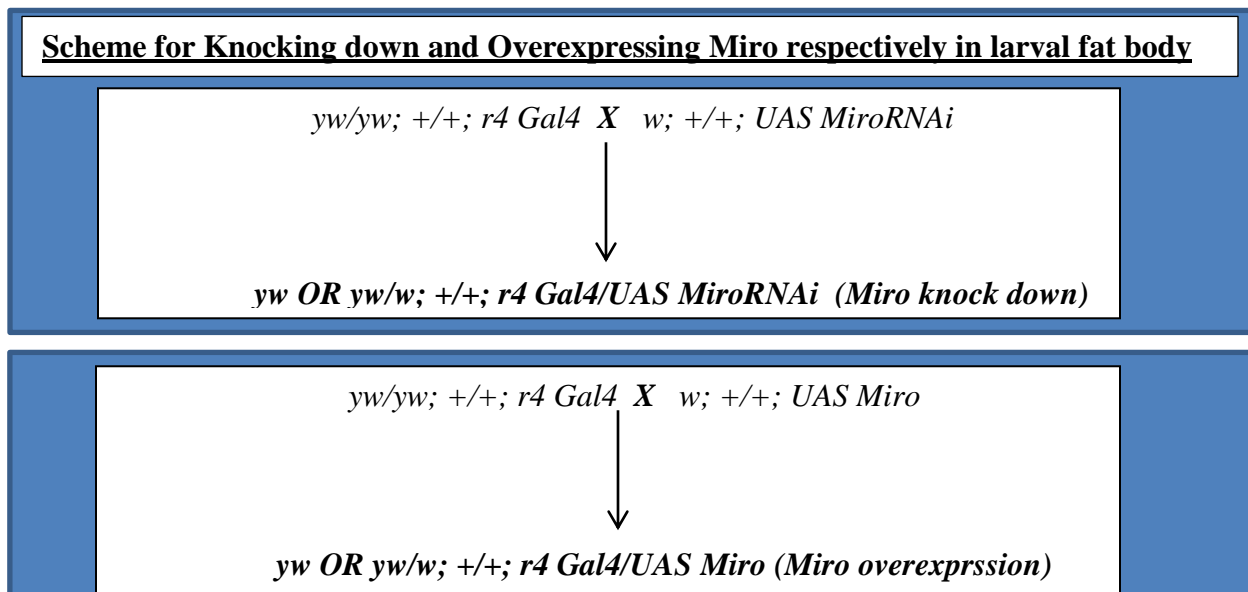 Scheme for Knocking down and Overexpressing Miro respectively in larval fat body
yw/yw; +/+; r4 Gal4 X w; +/+; UAS MiroRNAi
yw OR yw/w; +/+; r4 Gal4/UAS MiroRNAi (Miro knock down)
yw/yw; +/+; r4 Gal4 X w; +/+; UAS Miro
yw OR yw/w; +/+; r4 Gal4/UAS Miro (Miro overexprssion)